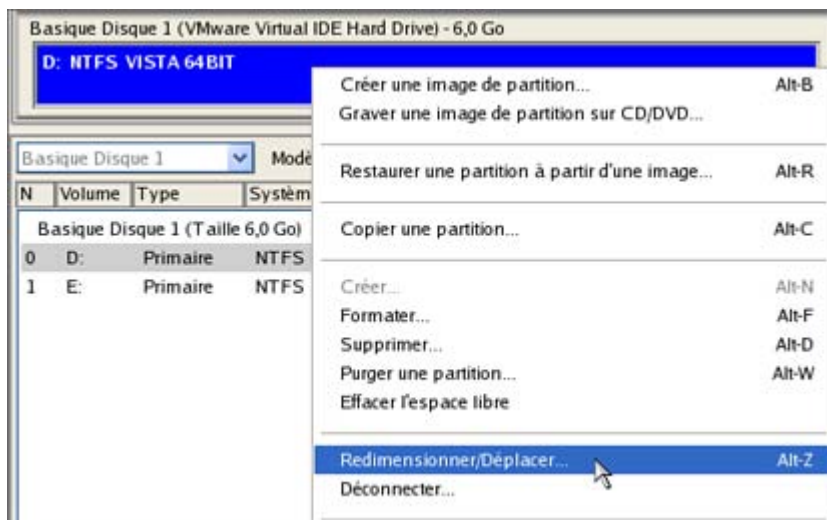 Basique Disque 1 (VMware Virtual IDE Hard Drive) - 6,0 Go
D: NTFS VISTA 64BIT
Créer une image de partition... Alt-B
Graver une image de partition sur CD/DVD...
Restaurer une partition à partir d'une image... Alt-R
Copier une partition... Alt-C
Créer... Alt-N
Formater... Alt-F
Supprimer... Alt-D
Purger une partition... Alt-W
Effacer l'espace libre
Redimensionner/Déplacer... Alt-Z
Déconnecter...
Basique Disque 1 Modè
N Volume Type Systèm
Basique Disque 1 (Taille 6,0 Go)
0 D: Primaire NTFS
1 E: Primaire NTFS